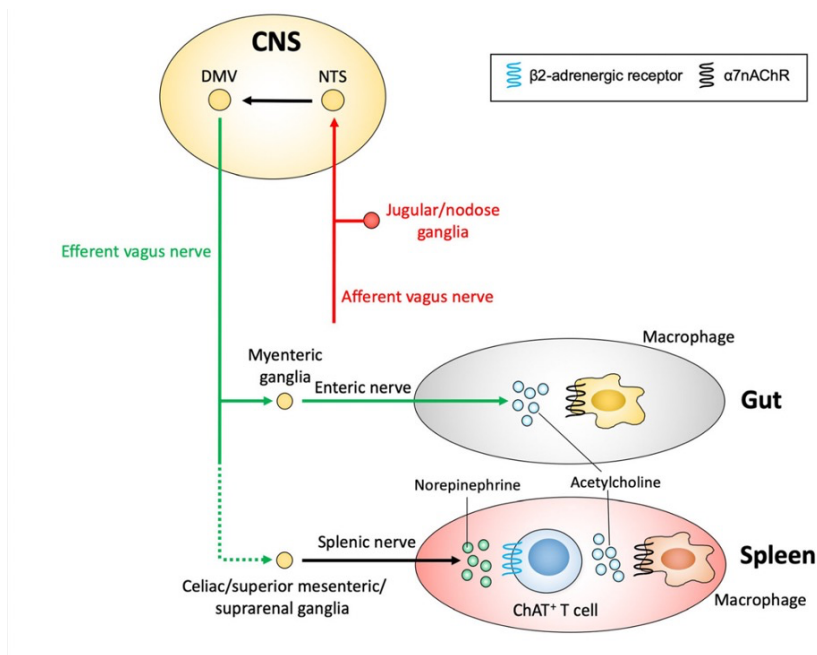 CNS
DMV
NTS
β2-adrenergic receptor
α7nAChR
Jugular/nodose
ganglia
Efferent vagus nerve
Afferent vagus nerve
Macrophage
Myenteric
ganglia
Enteric nerve
Gut
Norepinephrine
Acetylcholine
Splenic nerve
Spleen
Celiac/superior mesenteric/
suprarenal ganglia
ChAT⁺ T cell
Macrophage